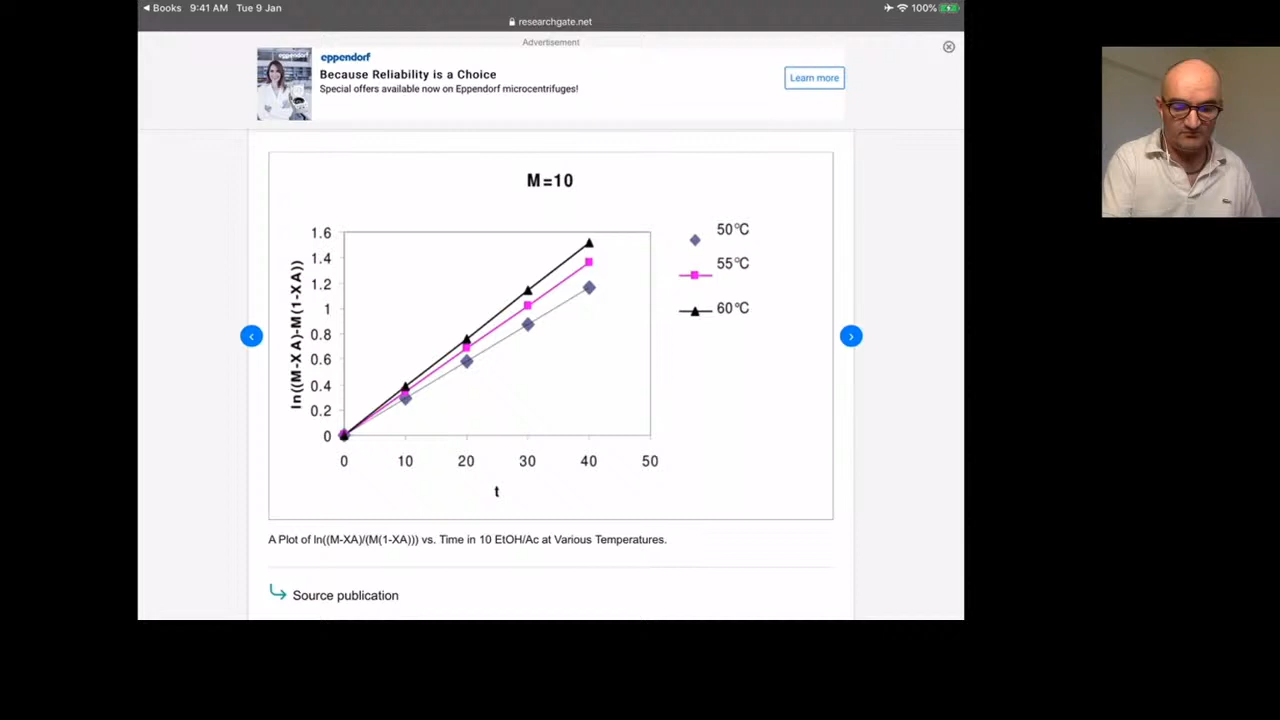 Books 9:41 AM Tue 9 Jan 100%
researchgate.net
Advertisement
eppendorf
eppendorf
Because Reliability is a Choice
Special offers available now on Eppendorf microcentrifuges!
Learn more
M=10
ln((M-XA)-M(1-XA))
1.6
1.4
1.2
1
0.8
0.6
0.4
0.2
0
0 10 20 30 40 50
t
50°C
55°C
60°C
A Plot of ln((M-XA)/(M(1-XA))) vs. Time in 10 EtOH/Ac at Various Temperatures.
Source publication